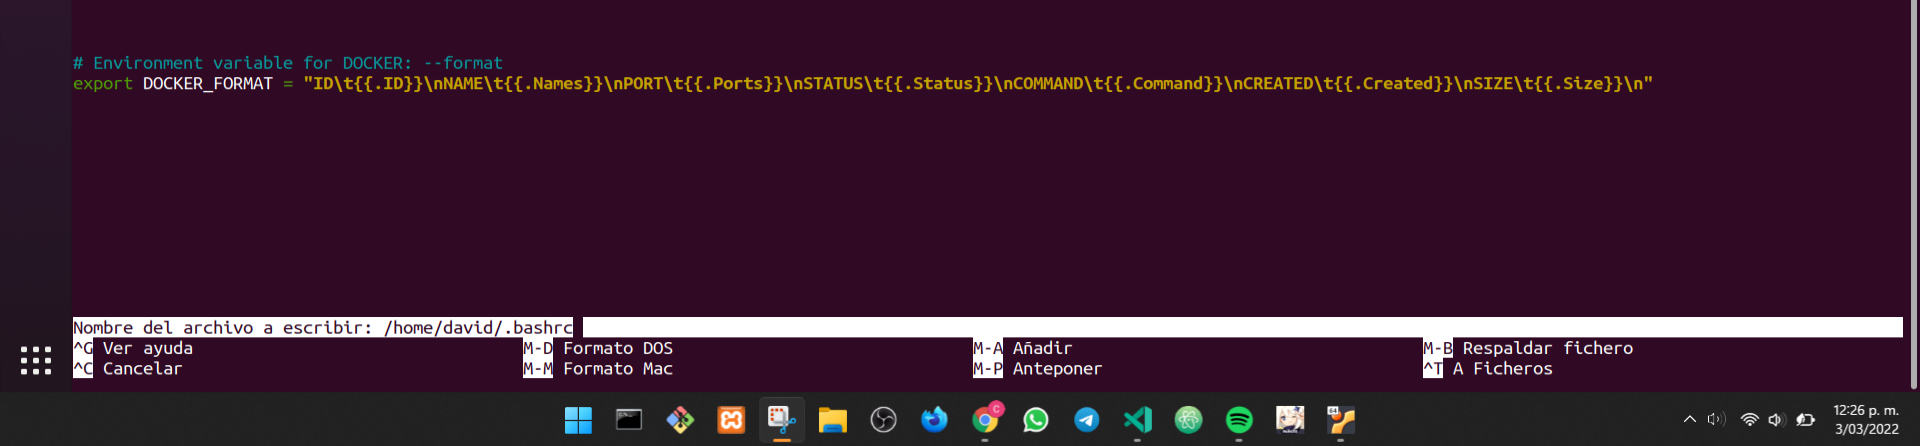 # Environment variable for DOCKER: --format
export DOCKER_FORMAT = "ID\t{{.ID}}\nNAME\t{{.Names}}\nPORT\t{{.Ports}}\nSTATUS\t{{.Status}}\nCOMMAND\t{{.Command}}\nCREATED\t{{.Created}}\nSIZE\t{{.Size}}\n"
Nombre del archivo a escribir: /home/david/.bashrc
^G Ver ayuda M-D Formato DOS M-A Añadir M-B Respaldar fichero
^C Cancelar M-M Formato Mac M-P Anteponer ^T A Ficheros
12:26 p. m.
3/03/2022